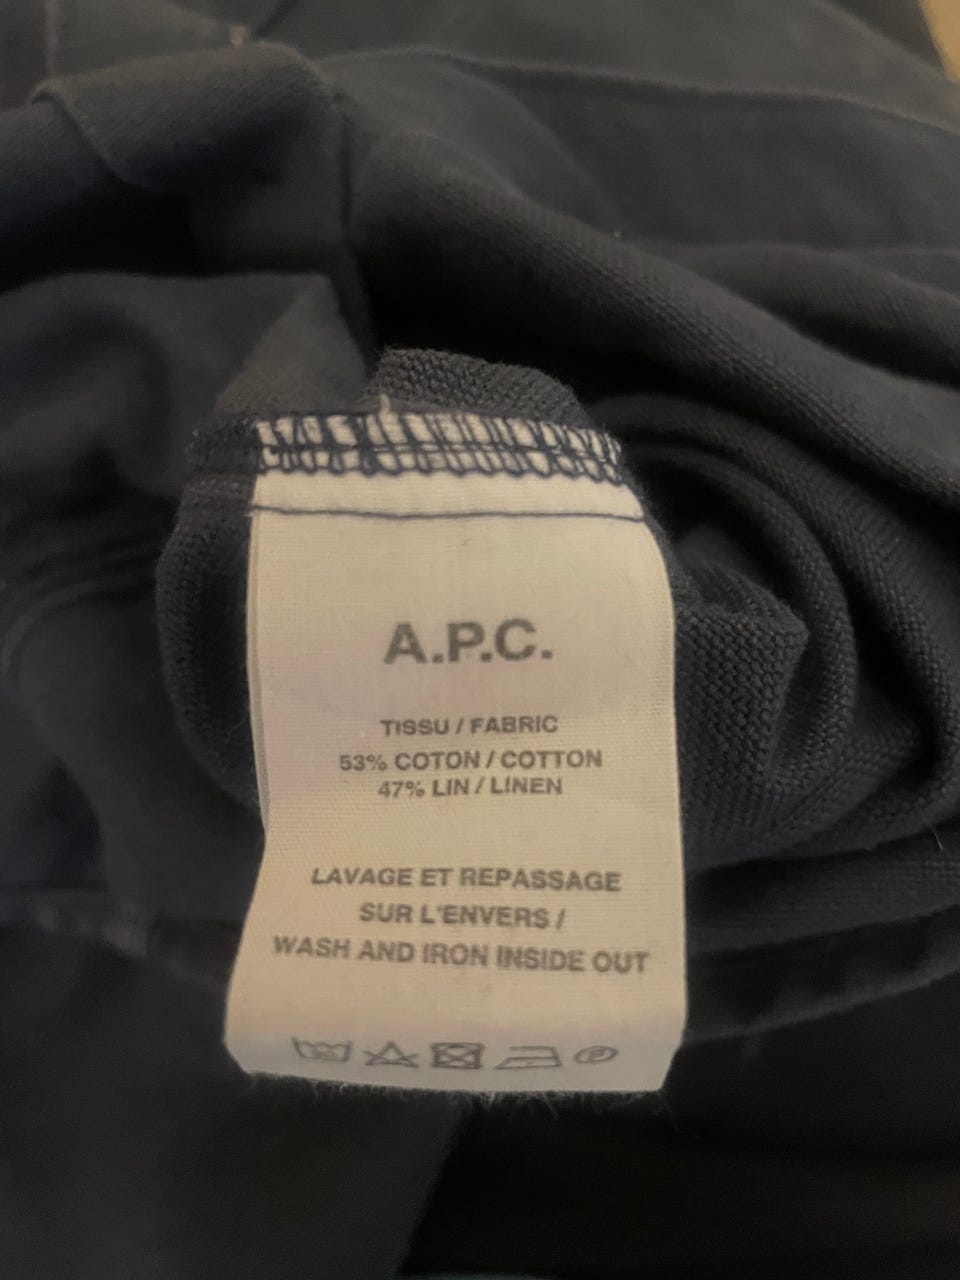 A.P.C.
TISSU / FABRIC
53% COTON / COTTON
47% LIN / LINEN
LAVAGE ET REPASSAGE
SUR L'ENVERS /
WASH AND IRON INSIDE OUT
P